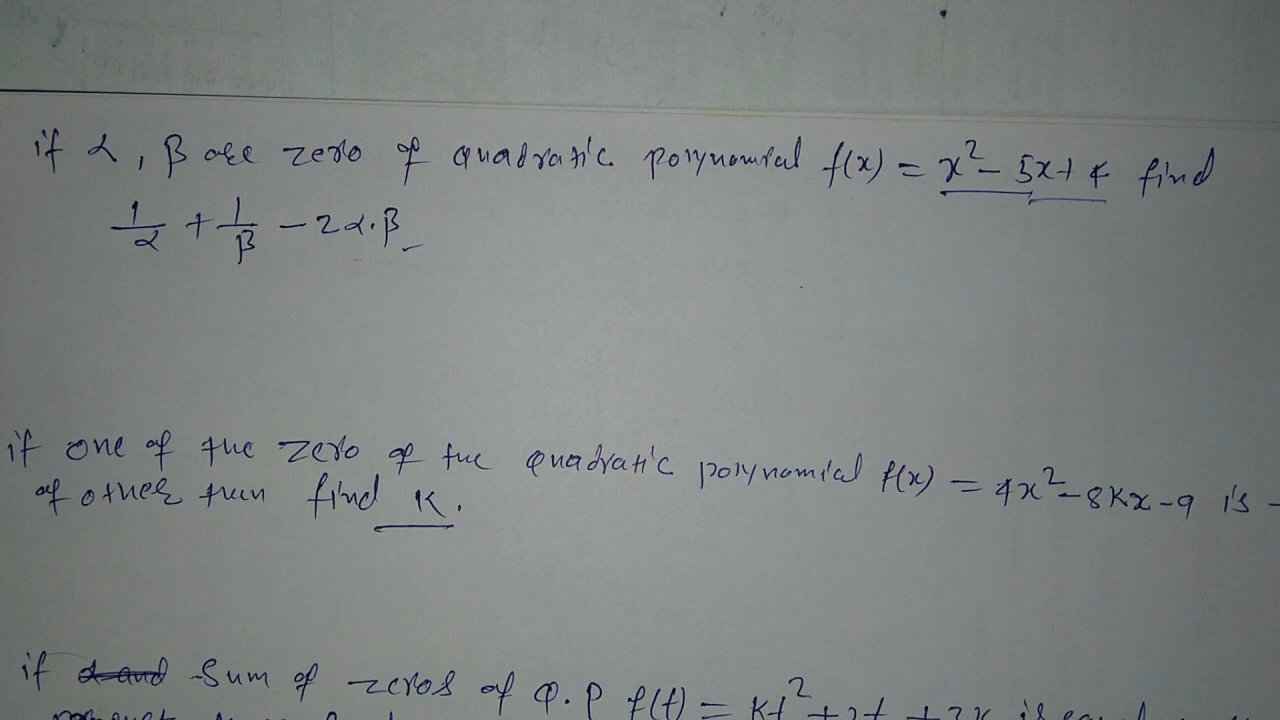 if α, β are zero of quadratic polynomial f(x) = x² - 5x + 4 find
1/α + 1/β - 2α.β
if one of the zero of the quadratic polynomial f(x) = 4x² - 8kx - 9 is -
of other then find k.
if α and Sum of zeros of Q.P f(t) = kt² + 2t + 3k is equal